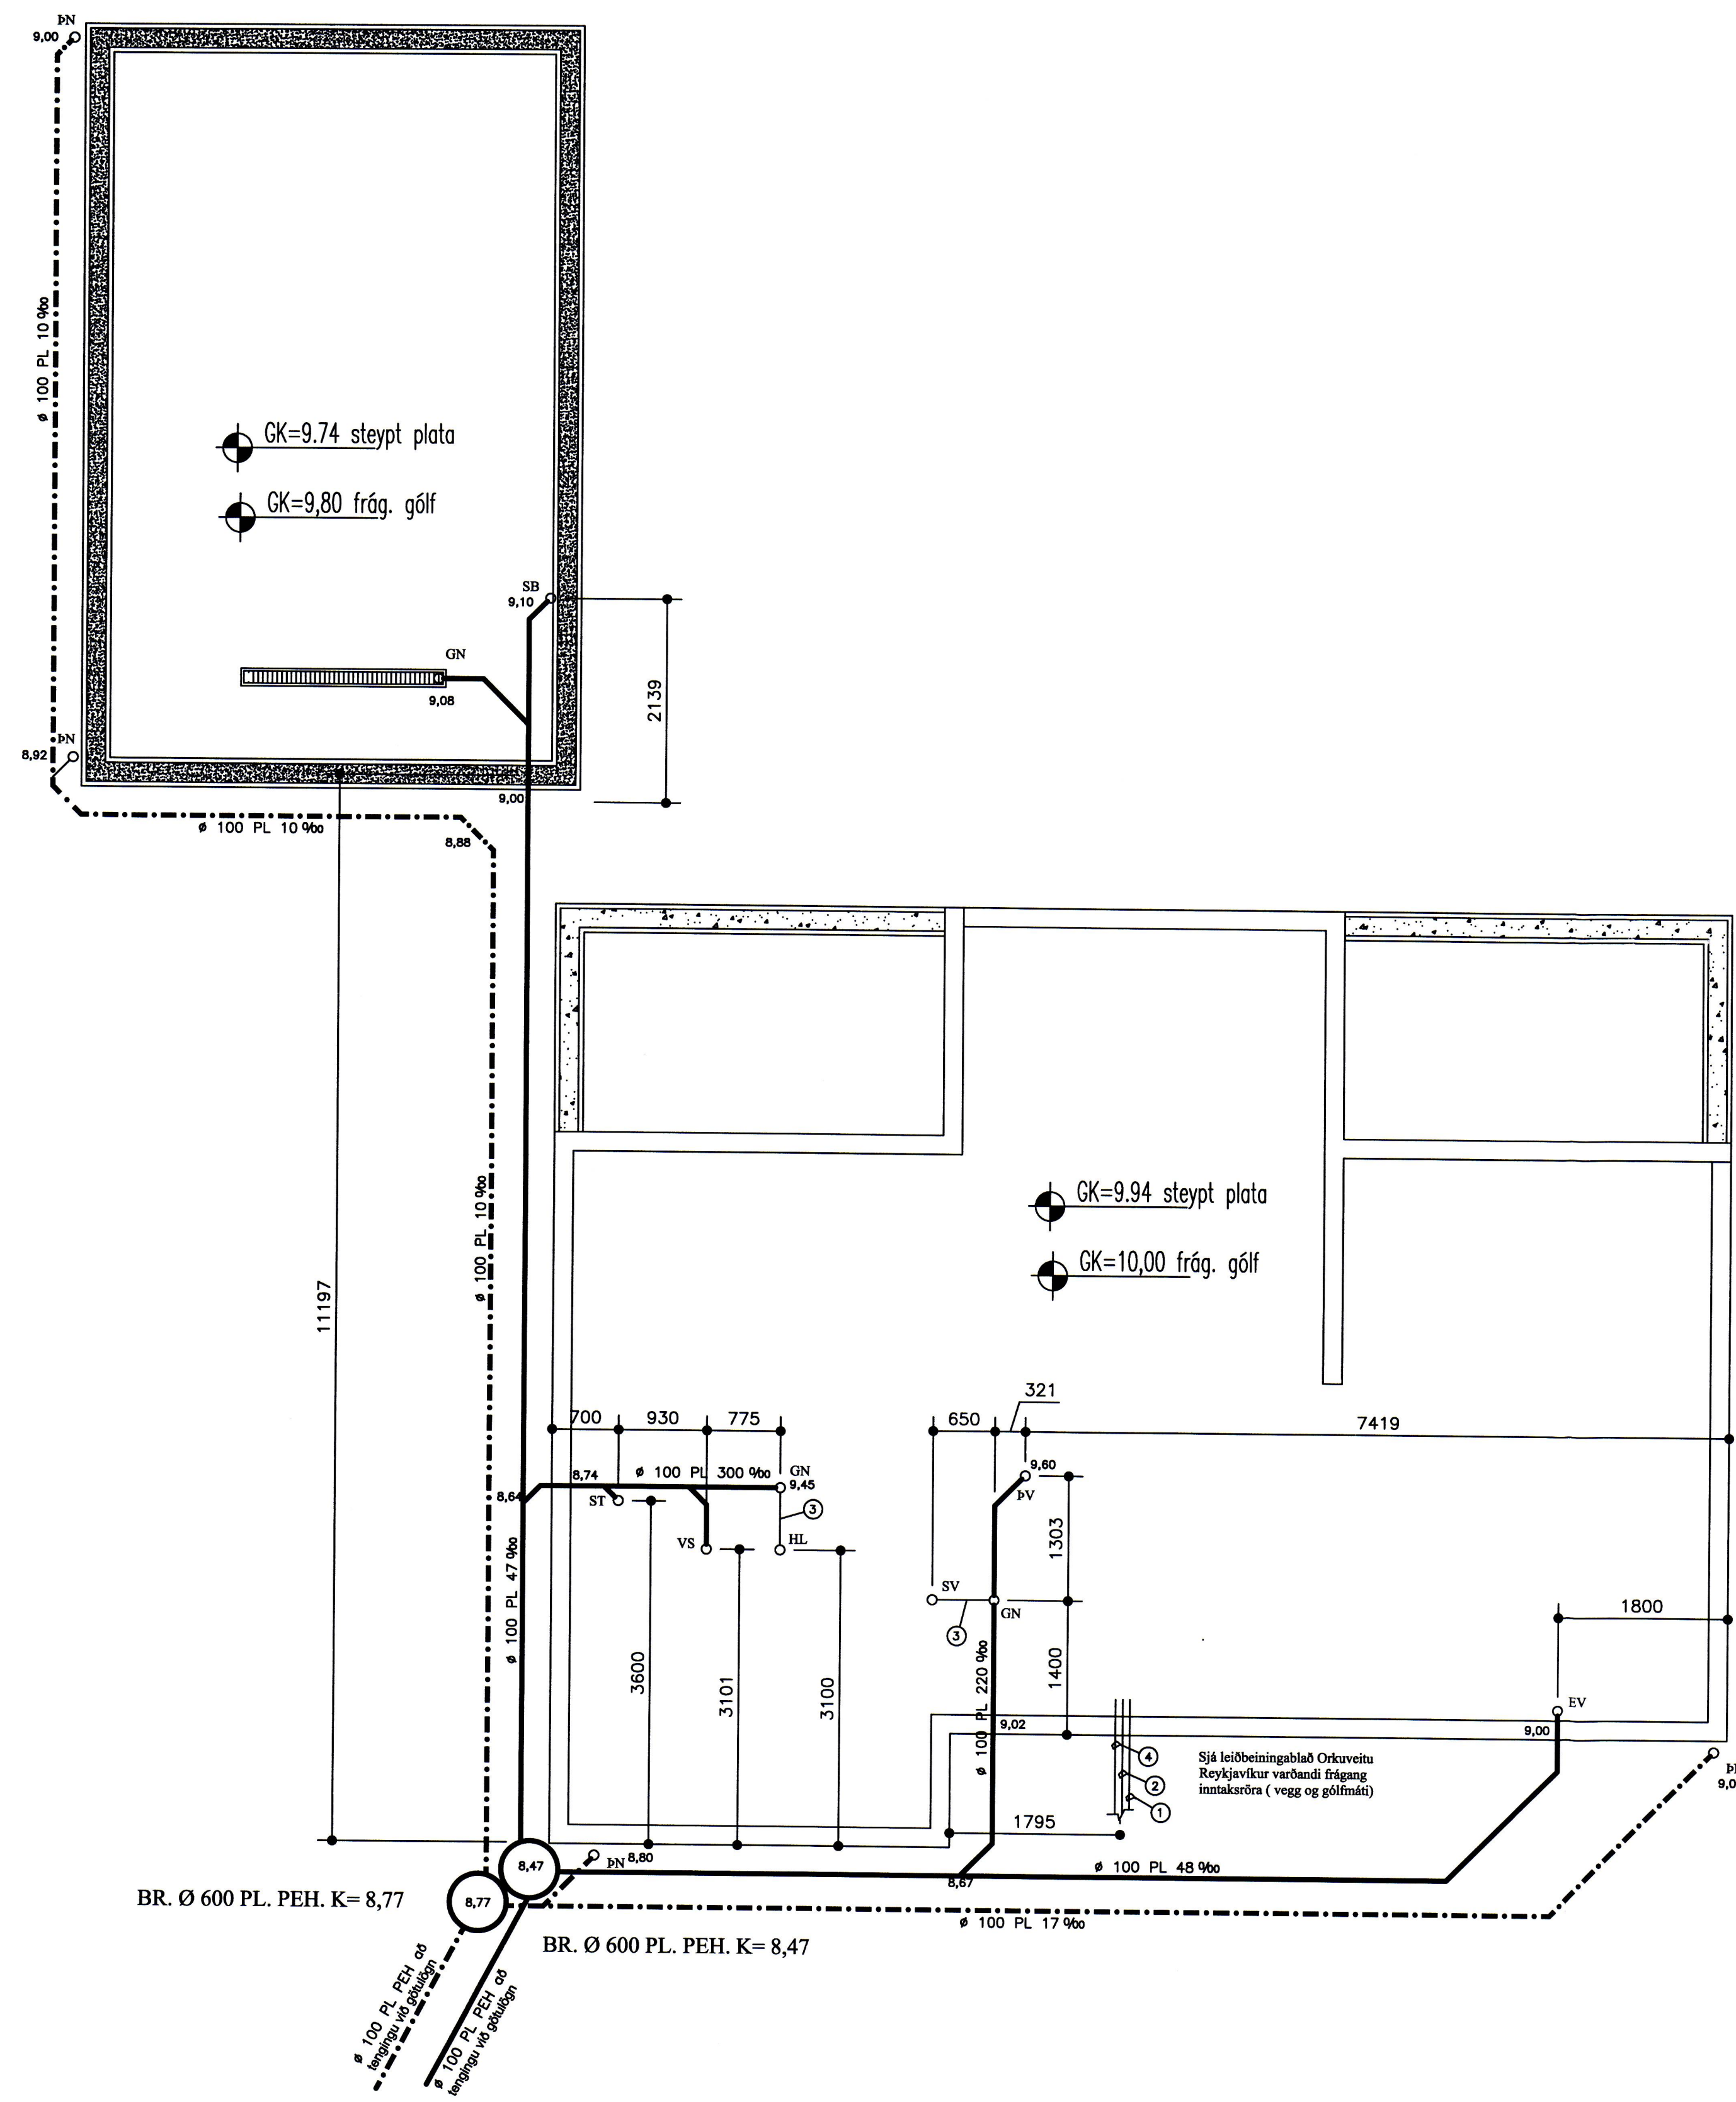 ÞN
9,00
ø 100 PL 10 ‰
GK=9.74 steypt plata
GK=9,80 frág. gólf
SB
9,10
GN
9,08
2139
ÞN
8,92
9,00
ø 100 PL 10 ‰
8,88
11197
ø 100 PL 10 ‰
GK=9.94 steypt plata
GK=10,00 frág. gólf
321
700
930
775
650
7419
8,74
ø 100 PL 300 ‰
GN
9,45
9,60
ÞV
8,64
ST
3
VS
HL
1303
SV
GN
3
1800
ø 100 PL 47 ‰
3600
3101
3100
ø 100 PL 220 ‰
1400
EV
9,02
9,00
4
2
1
Sjá leiðbeiningablað Orkuveitu
Reykjavíkur varðandi frágang
inntaksröra ( vegg og gólfmáti)
1795
8,47
ÞN
8,80
ø 100 PL 48 ‰
8,67
BR. Ø 600 PL. PEH. K= 8,77
8,77
ø 100 PL 17 ‰
BR. Ø 600 PL. PEH. K= 8,47
ø 100 PL PEH að
tengingu við götulögn
ø 100 PL PEH að
tengingu við götulögn